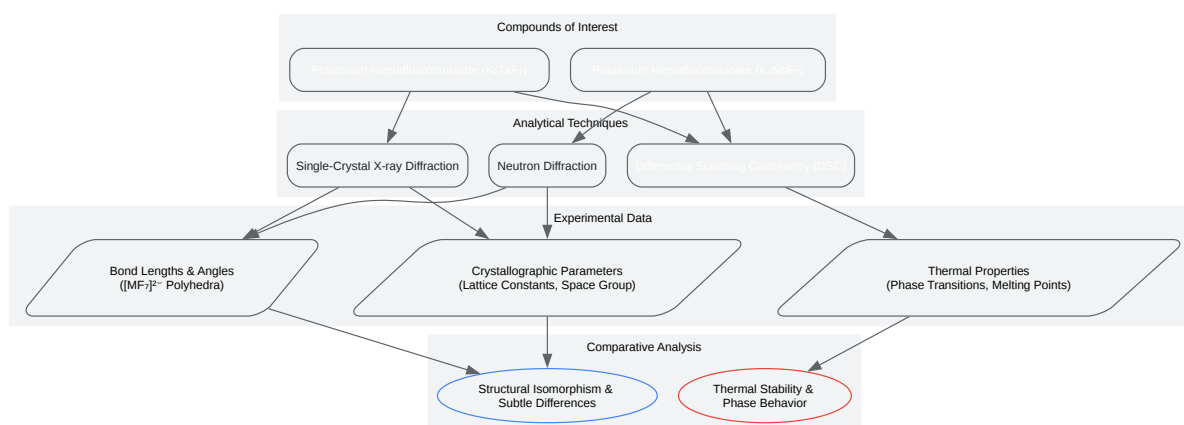 Compounds of Interest
Potassium Heptafluorotantalate (K₂TaF₇)
Potassium Heptafluoroniobate (K₂NbF₇)
Analytical Techniques
Single-Crystal X-ray Diffraction
Neutron Diffraction
Differential Scanning Calorimetry (DSC)
Experimental Data
Bond Lengths & Angles
([MF₇]²⁻ Polyhedra)
Crystallographic Parameters
(Lattice Constants, Space Group)
Thermal Properties
(Phase Transitions, Melting Points)
Comparative Analysis
Structural Isomorphism &
Subtle Differences
Thermal Stability &
Phase Behavior